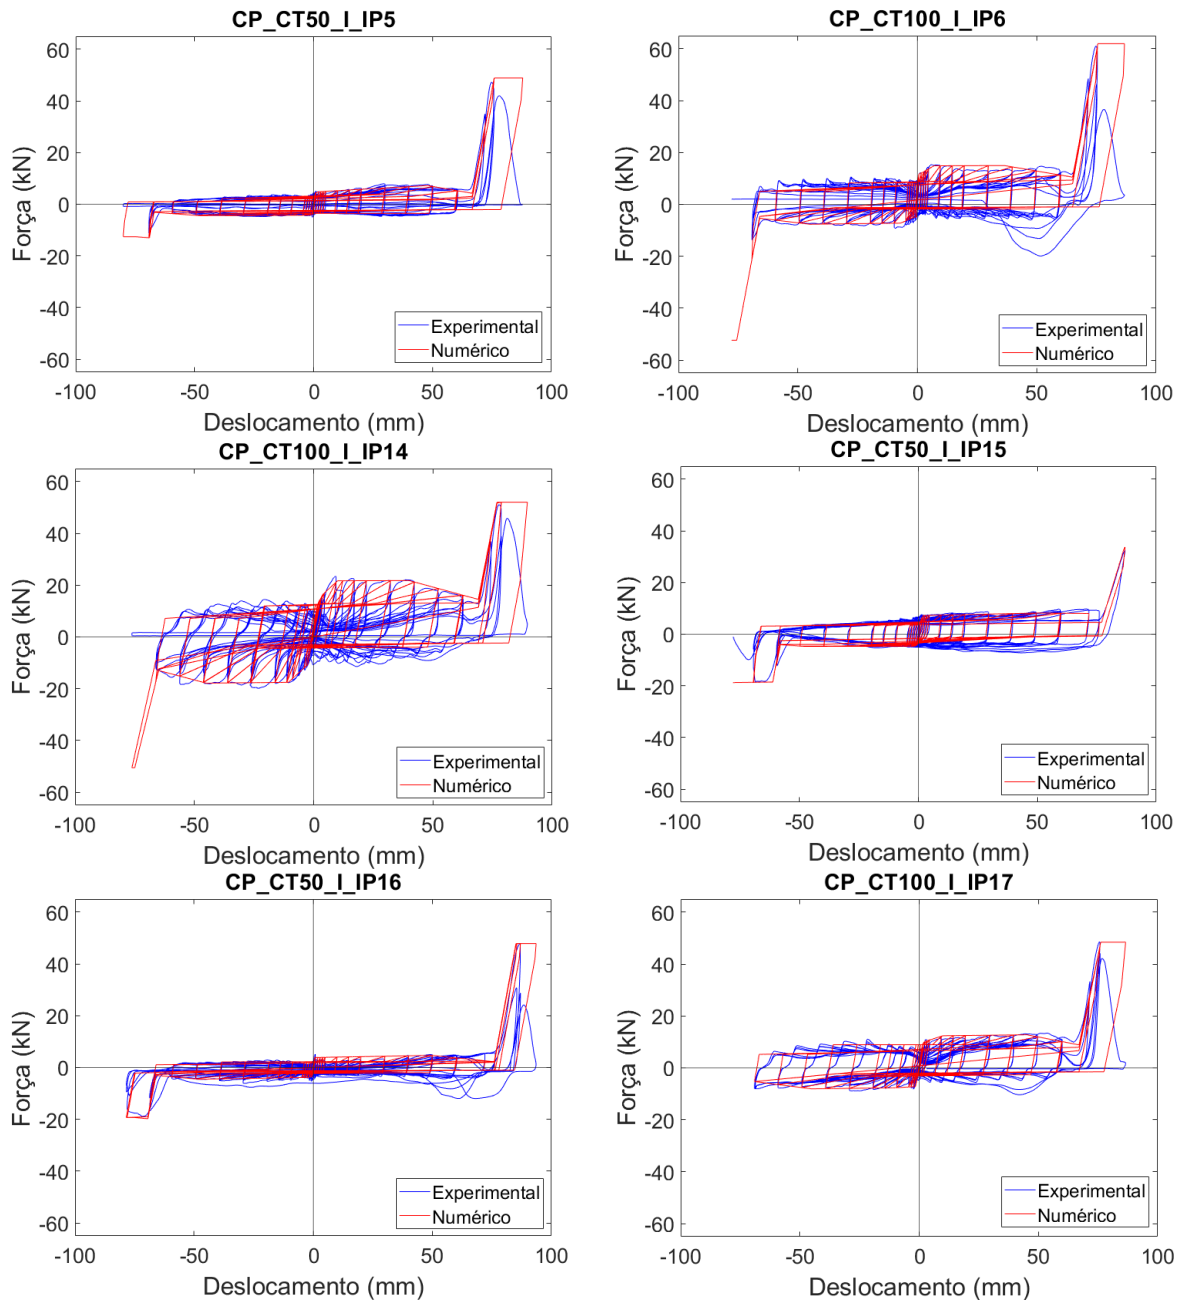 CP_CT50_I_IP5
60
40
20
0
-20
-40
-60
Força (kN)
Experimental
Numérico
-100
-50
0
50
100
Deslocamento (mm)
CP_CT100_I_IP6
60
40
20
0
-20
-40
-60
Força (kN)
Experimental
Numérico
-100
-50
0
50
100
Deslocamento (mm)
CP_CT100_I_IP14
60
40
20
0
-20
-40
-60
Força (kN)
Experimental
Numérico
-100
-50
0
50
100
Deslocamento (mm)
CP_CT50_I_IP15
60
40
20
0
-20
-40
-60
Força (kN)
Experimental
Numérico
-100
-50
0
50
100
Deslocamento (mm)
CP_CT50_I_IP16
60
40
20
0
-20
-40
-60
Força (kN)
Experimental
Numérico
-100
-50
0
50
100
Deslocamento (mm)
CP_CT100_I_IP17
60
40
20
0
-20
-40
-60
Força (kN)
Experimental
Numérico
-100
-50
0
50
100
Deslocamento (mm)